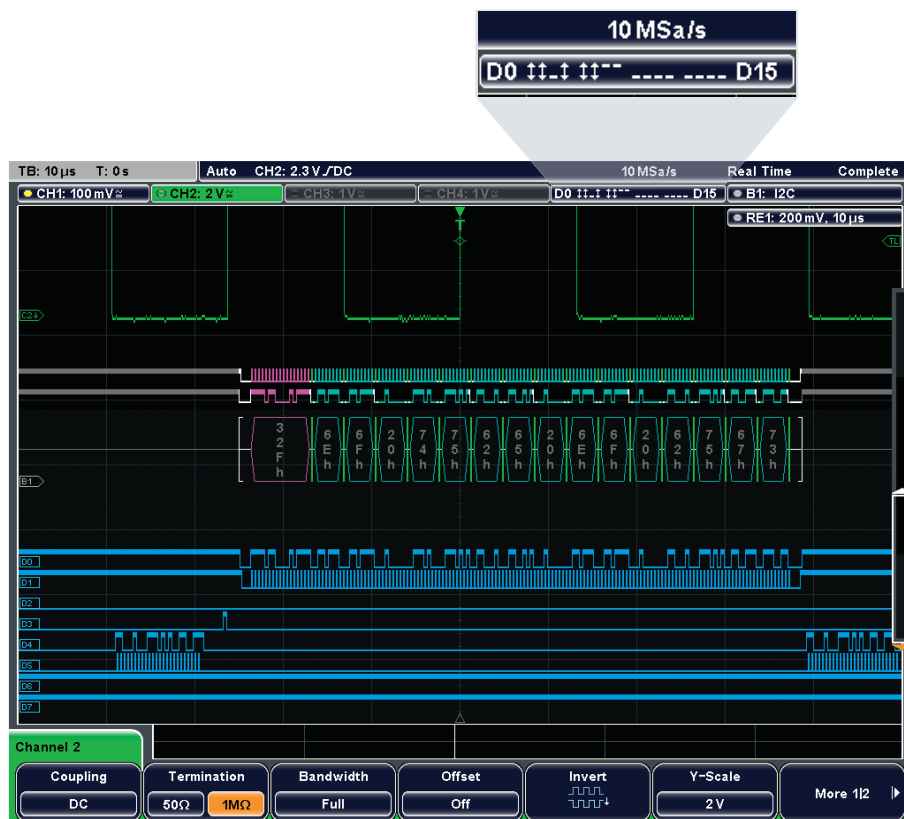 10 MSa/s
D0 ↕↕_↕ ↕↕¯¯ ____ ____ D15
TB: 10 µs T: 0 s Auto CH2: 2.3 V ⎍/DC 10 MSa/s Real Time Complete
CH1: 100 mV≅ CH2: 2 V≅ CH3: 1 V≅ CH4: 1 V≅ D0 ↕↕_↕ ↕↕¯¯ ____ ____ D15 B1: I2C
RE1: 200 mV, 10 µs
T
TL
C2
32Fh 6Eh 6Fh 20h 74h 75h 62h 65h 20h 6Eh 6Fh 20h 62h 75h 67h 73h
B1
D0
D1
D2
D3
D4
D5
D6
D7
Channel 2
Coupling Termination Bandwidth Offset Invert Y-Scale More 1|2
DC 50Ω 1MΩ Full Off 2 V